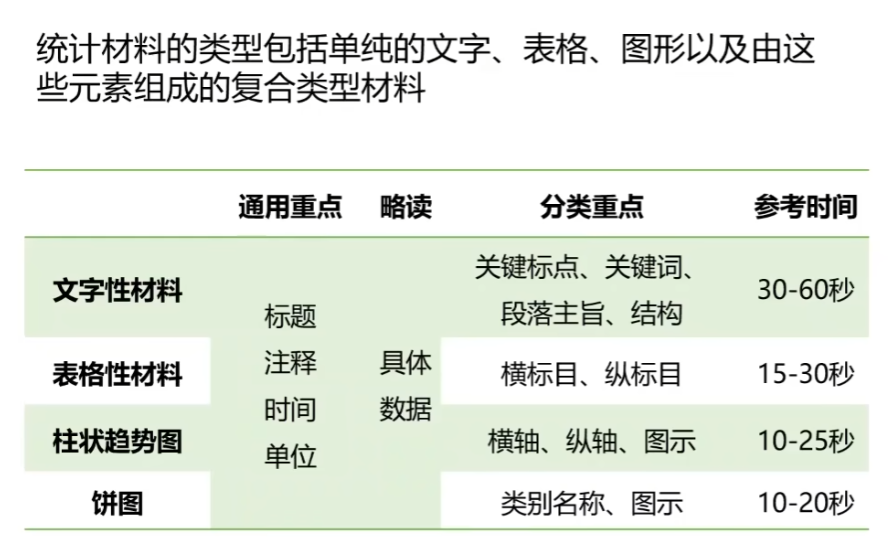 统计材料的类型包括单纯的文字、表格、图形以及由这
些元素组成的复合类型材料
通用重点 略读 分类重点 参考时间
文字性材料 关键标点、关键词、 30-60秒
段落主旨、结构
标题
注释 具体
时间 数据
单位
表格性材料 横标目、纵标目 15-30秒
柱状趋势图 横轴、纵轴、图示 10-25秒
饼图 类别名称、图示 10-20秒